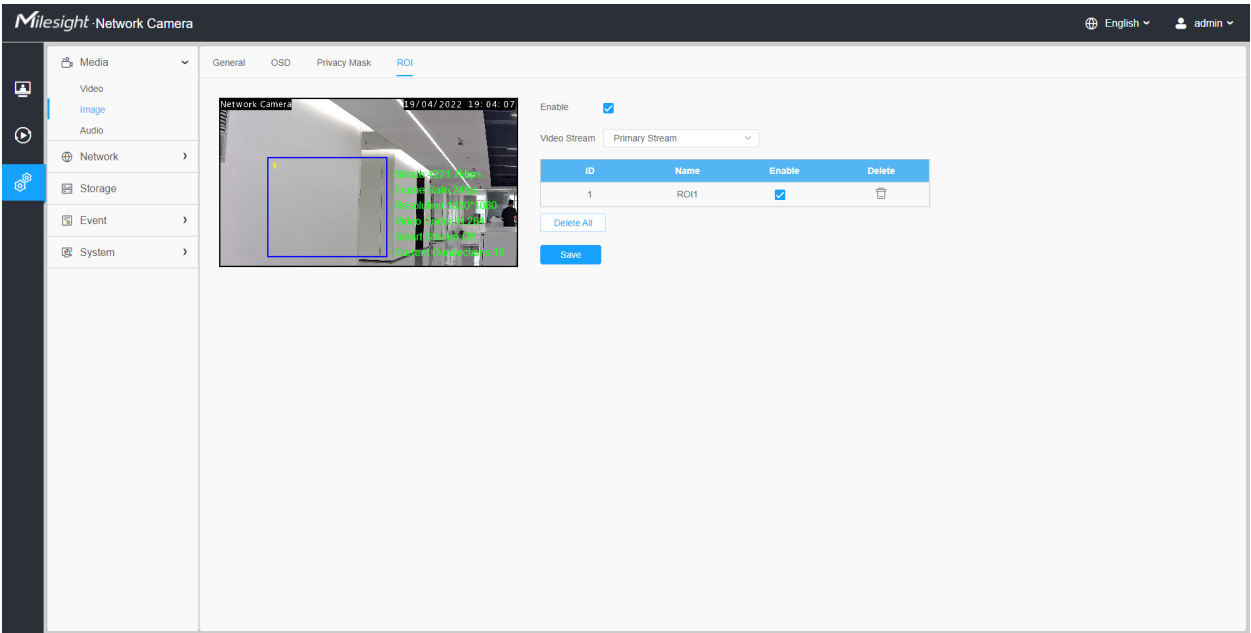 Milesight · Network Camera
English
admin
Media
Video
Image
Audio
Network
Storage
Event
System
General
OSD
Privacy Mask
ROI
Network Camera
19/04/2022 19:04:07
1
Enable
Video Stream
Primary Stream
ID Name Enable Delete
1 ROI1
Delete All
Save